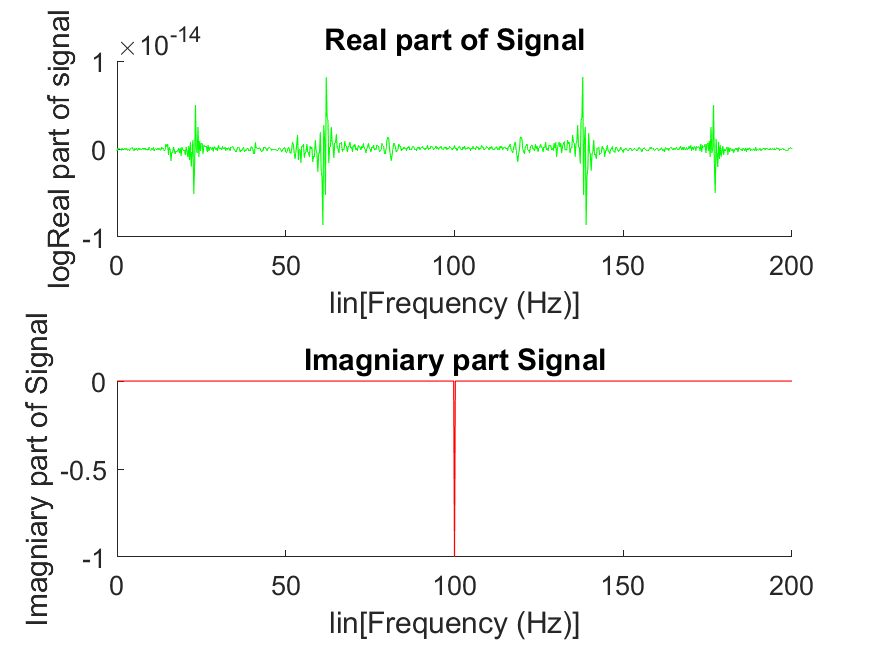 ×10-14
Real part of Signal
logReal part of signal
1
0
-1
0 50 100 150 200
lin[Frequency (Hz)]
Imagniary part Signal
Imagniary part of Signal
0
-0.5
-1
0 50 100 150 200
lin[Frequency (Hz)]